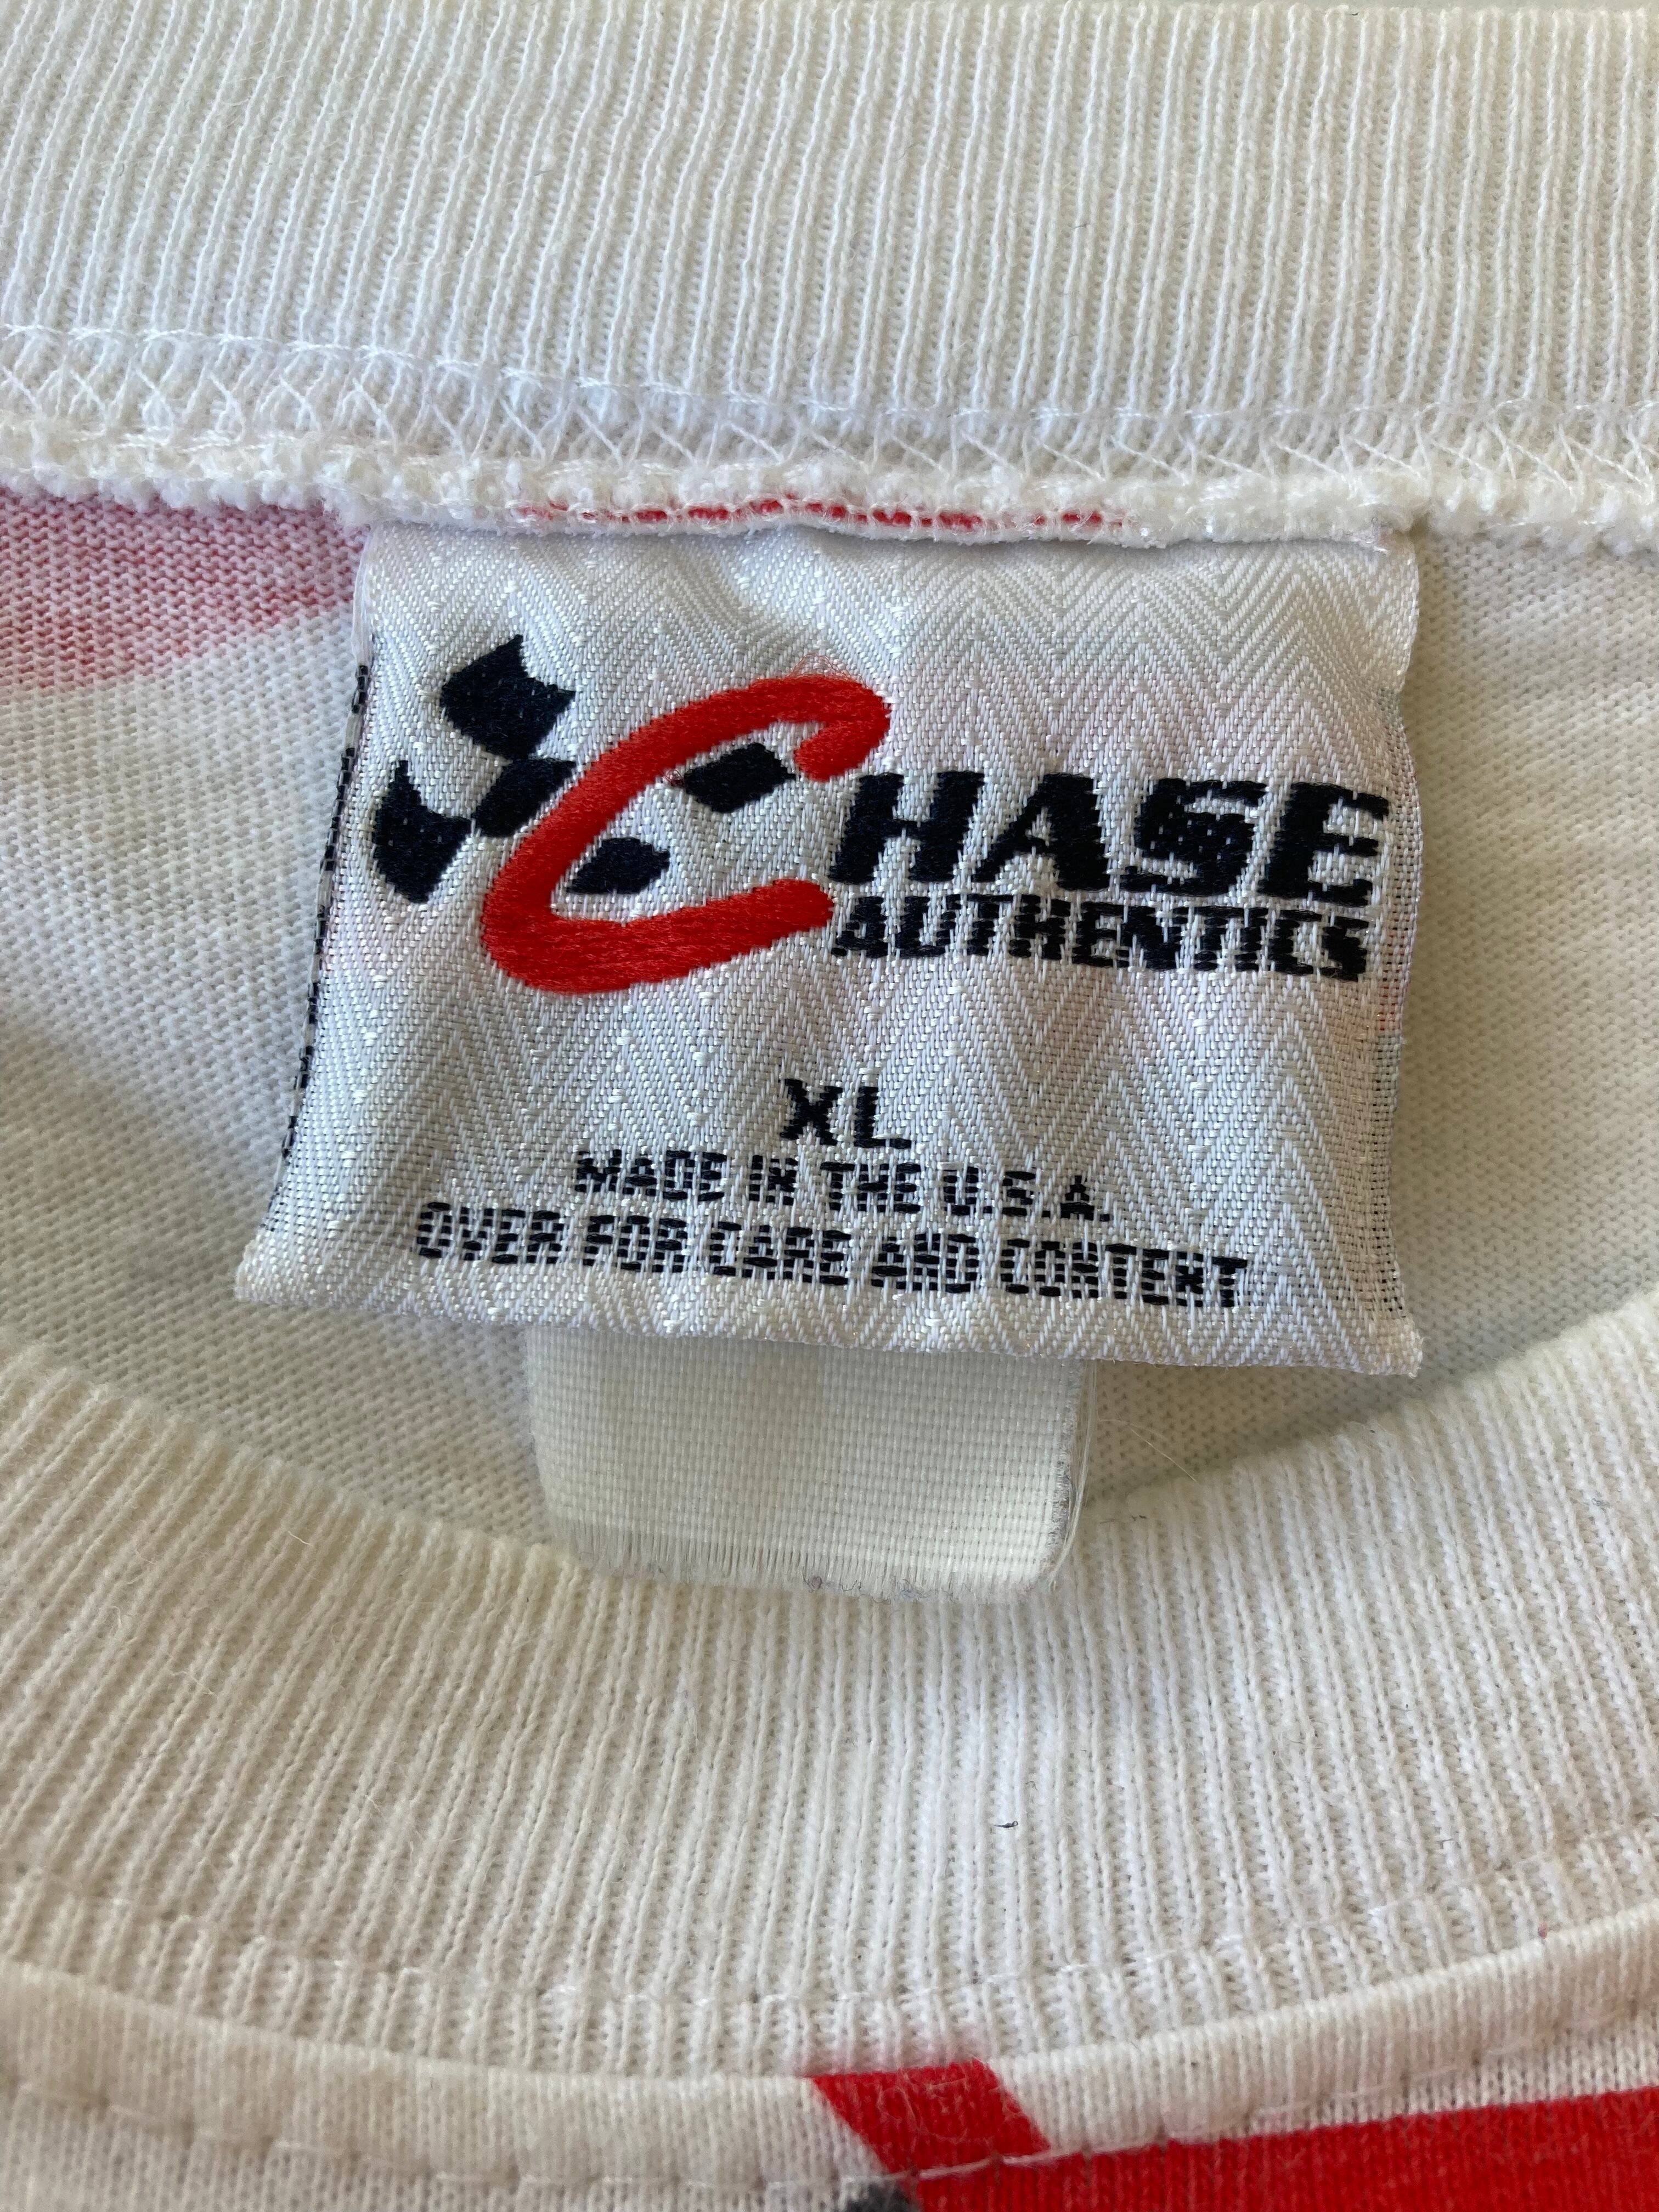 CHASE
AUTHENTICS
XL
MADE IN THE U.S.A.
OVER FOR CARE AND CONTENT